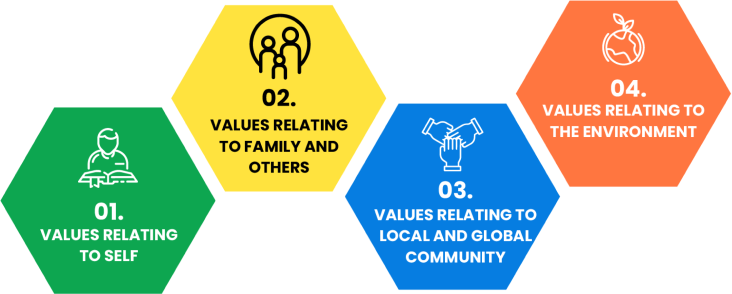 01.
VALUES RELATING
TO SELF
02.
VALUES RELATING
TO FAMILY AND
OTHERS
03.
VALUES RELATING TO
LOCAL AND GLOBAL
COMMUNITY
04.
VALUES RELATING TO
THE ENVIRONMENT